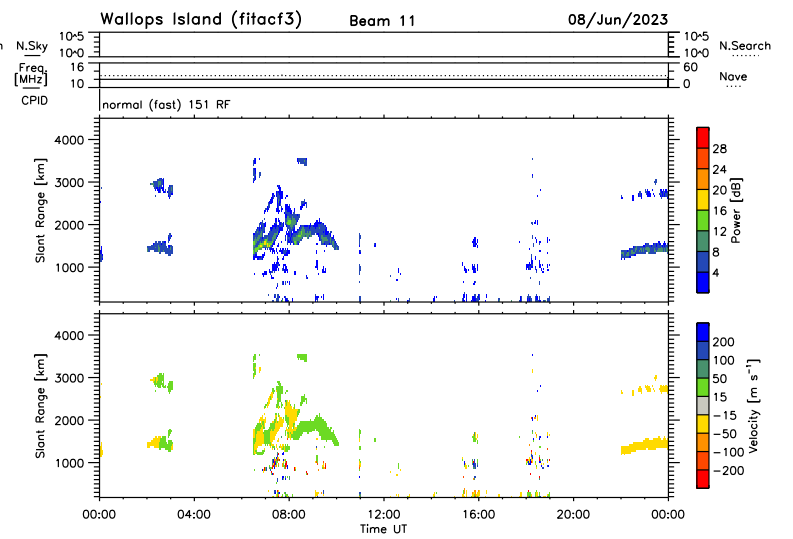 Wallops Island (fitacf3) Beam 11 08/Jun/2023
n N.Sky 10^5 10^0 10^5 10^0 N.Search
Freq. [MHz] 16 10 60 0 Nave
CPID normal (fast) 151 RF
Slant Range [km] 4000 3000 2000 1000
28 24 20 16 12 8 4 Power [dB]
Slant Range [km] 4000 3000 2000 1000
200 100 50 15 −15 −50 −100 −200 Velocity [m s⁻¹]
00:00 04:00 08:00 12:00 16:00 20:00 00:00
Time UT